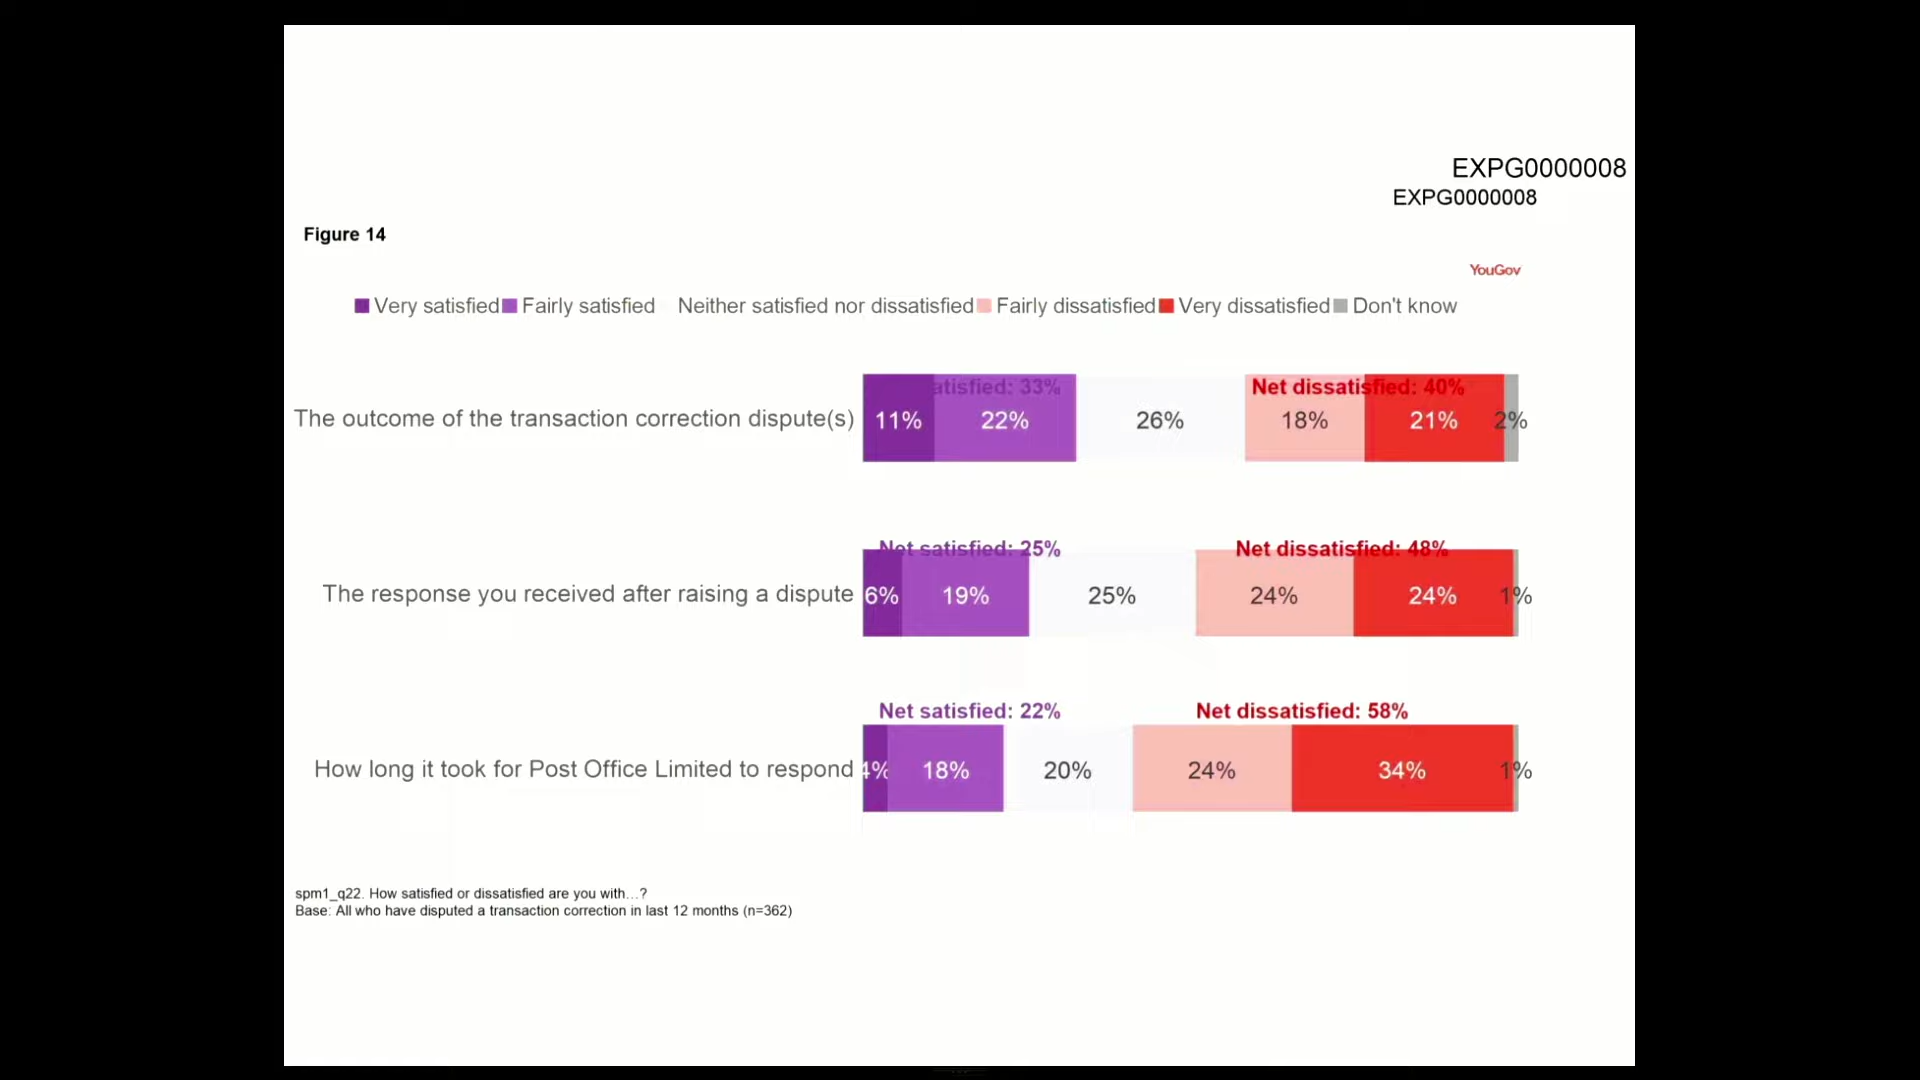 EXPG0000008
EXPG0000008
Figure 14
YouGov
Very satisfied Fairly satisfied Neither satisfied nor dissatisfied Fairly dissatisfied Very dissatisfied Don't know
atisfied: 33% Net dissatisfied: 40%
The outcome of the transaction correction dispute(s) 11% 22% 26% 18% 21% 2%
Net satisfied: 25% Net dissatisfied: 48%
The response you received after raising a dispute 6% 19% 25% 24% 24% 1%
Net satisfied: 22% Net dissatisfied: 58%
How long it took for Post Office Limited to respond 4% 18% 20% 24% 34% 1%
spm1_q22. How satisfied or dissatisfied are you with…?
Base: All who have disputed a transaction correction in last 12 months (n=362)